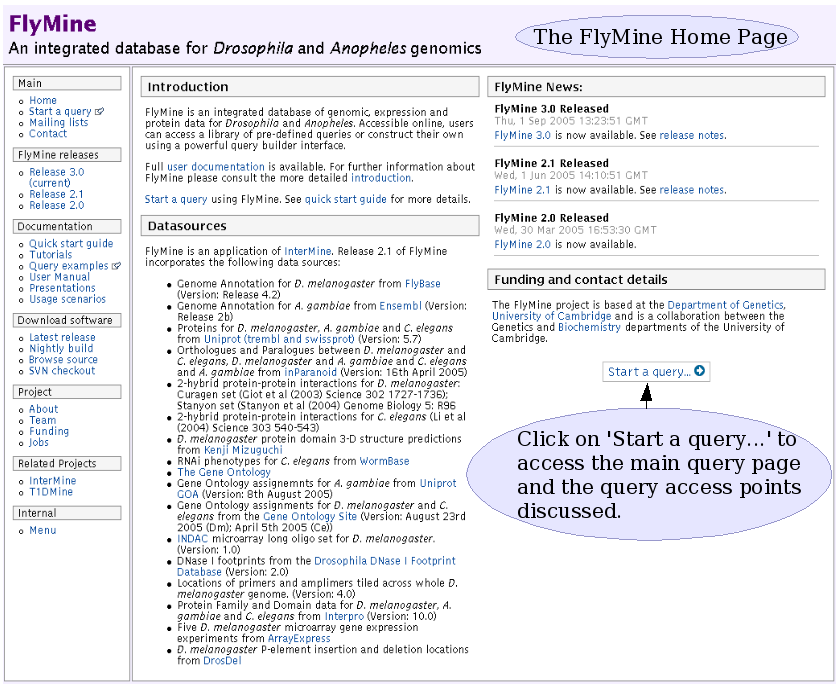 FlyMine
An integrated database for Drosophila and Anopheles genomics
The FlyMine Home Page
Main
Home
Start a query
Mailing lists
Contact
FlyMine releases
Release 3.0
(current)
Release 2.1
Release 2.0
Documentation
Quick start guide
Tutorials
Query examples
User Manual
Presentations
Usage scenarios
Download software
Latest release
Nightly build
Browse source
SVN checkout
Project
About
Team
Funding
Jobs
Related Projects
InterMine
T1DMine
Internal
Menu
Introduction
FlyMine is an integrated database of genomic, expression and
protein data for Drosophila and Anopheles. Accessible online, users
can access a library of pre-defined queries or construct their own
using a powerful query builder interface.
Full user documentation is available. For further information about
FlyMine please consult the more detailed introduction.
Start a query using FlyMine. See quick start guide for more details.
Datasources
FlyMine is an application of InterMine. Release 2.1 of FlyMine
incorporates the following data sources:
Genome Annotation for D. melanogaster from FlyBase
(Version: Release 4.2)
Genome Annotation for A. gambiae from Ensembl (Version:
Release 2b)
Proteins for D. melanogaster, A. gambiae and C. elegans
from Uniprot (trembl and swissprot) (Version: 5.7)
Orthologues and Paralogues between D. melanogaster and
C. elegans, D. melanogaster and A. gambiae and C. elegans
and A. gambiae from inParanoid (Version: 16th April 2005)
2-hybrid protein-protein interactions for D. melanogaster:
Curagen set (Giot et al (2003) Science 302 1727-1736);
Stanyon set (Stanyon et al (2004) Genome Biology 5: R96
2-hybrid protein-protein interactions for C. elegans (Li et al
(2004) Science 303 540-543)
D. melanogaster protein domain 3-D structure predictions
from Kenji Mizuguchi
RNAi phenotypes for C. elegans from WormBase
The Gene Ontology
Gene Ontology assignemnts for A. gambiae from Uniprot
GOA (Version: 8th August 2005)
Gene Ontology assignments for D. melanogaster and C.
elegans from the Gene Ontology Site (Version: August 23rd
2005 (Dm); April 5th 2005 (Ce))
INDAC microarray long oligo set for D. melanogaster.
(Version: 1.0)
DNase I footprints from the Drosophila DNase I Footprint
Database (Version: 2.0)
Locations of primers and amplimers tiled across whole D.
melanogaster genome. (Version: 4.0)
Protein Family and Domain data for D. melanogaster, A.
gambiae and C. elegans from Interpro (Version: 10.0)
Five D. melanogaster microarray gene expression
experiments from ArrayExpress
D. melanogaster P-element insertion and deletion locations
from DrosDel
FlyMine News:
FlyMine 3.0 Released
Thu, 1 Sep 2005 13:23:51 GMT
FlyMine 3.0 is now available. See release notes.
FlyMine 2.1 Released
Wed, 1 Jun 2005 14:10:51 GMT
FlyMine 2.1 is now available. See release notes.
FlyMine 2.0 Released
Wed, 30 Mar 2005 16:53:30 GMT
FlyMine 2.0 is now available.
Funding and contact details
The FlyMine project is based at the Department of Genetics,
University of Cambridge and is a collaboration between the
Genetics and Biochemistry departments of the University of
Cambridge.
Start a query...
Click on 'Start a query...' to
access the main query page
and the query access points
discussed.